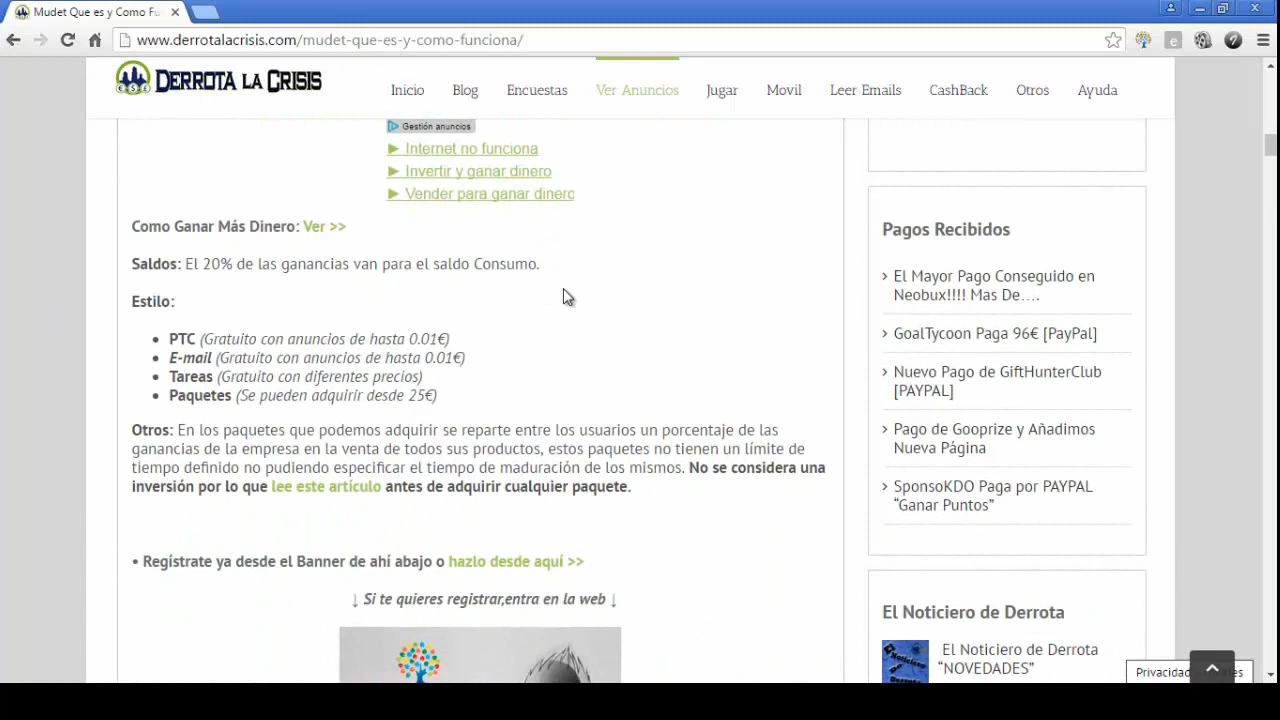 Mudet Que es y Como Fu
www.derrotalacrisis.com/mudet-que-es-y-como-funciona/
DERROTA LA CRISIS
Inicio Blog Encuestas Ver Anuncios Jugar Movil Leer Emails CashBack Otros Ayuda
Gestión anuncios
► Internet no funciona
► Invertir y ganar dinero
► Vender para ganar dinero
Como Ganar Más Dinero: Ver >>
Saldos: El 20% de las ganancias van para el saldo Consumo.
Estilo:
• PTC (Gratuito con anuncios de hasta 0.01€)
• E-mail (Gratuito con anuncios de hasta 0.01€)
• Tareas (Gratuito con diferentes precios)
• Paquetes (Se pueden adquirir desde 25€)
Otros: En los paquetes que podemos adquirir se reparte entre los usuarios un porcentaje de las
ganancias de la empresa en la venta de todos sus productos, estos paquetes no tienen un límite de
tiempo definido no pudiendo especificar el tiempo de maduración de los mismos. No se considera una
inversión por lo que lee este artículo antes de adquirir cualquier paquete.
• Regístrate ya desde el Banner de ahí abajo o hazlo desde aquí >>
↓ Si te quieres registrar,entra en la web ↓
Pagos Recibidos
› El Mayor Pago Conseguido en
Neobux!!!! Mas De….
› GoalTycoon Paga 96€ [PayPal]
› Nuevo Pago de GiftHunterClub
[PAYPAL]
› Pago de Gooprize y Añadimos
Nueva Página
› SponsoKDO Paga por PAYPAL
“Ganar Puntos”
El Noticiero de Derrota
El Noticiero de Derrota
“NOVEDADES”
Privacidad